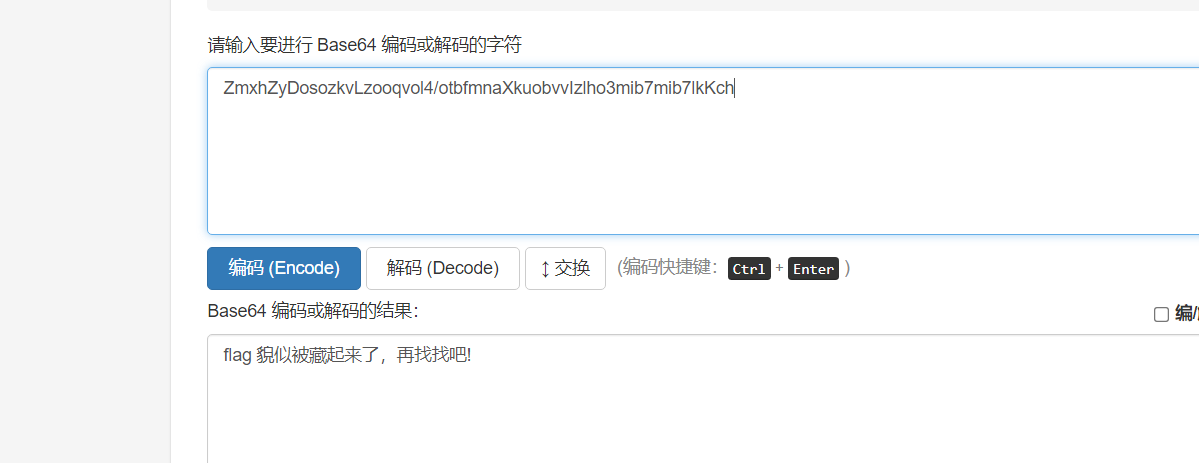 请输入要进行 Base64 编码或解码的字符
ZmxhZyDosozkvLzooqvol4/otbfmnaXkuobvvIzlho3mib7mib7lkKch
编码 (Encode) 解码 (Decode) ↕ 交换 (编码快捷键： Ctrl + Enter )
Base64 编码或解码的结果： 编/
flag 貌似被藏起来了，再找找吧!